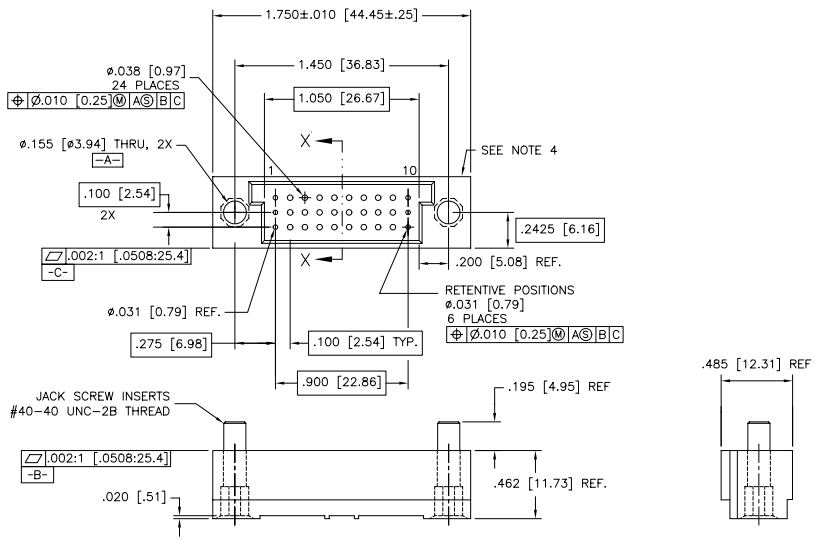 1.750±.010 [44.45±.25]
1.450 [36.83]
ø.038 [0.97]
24 PLACES
⌖ Ø.010 [0.25]Ⓜ AⓈ B C
1.050 [26.67]
ø.155 [ø3.94] THRU, 2X
-A-
X
SEE NOTE 4
1
10
.100 [2.54]
2X
.2425 [6.16]
⏥ .002:1 [.0508:25.4]
-C-
X
.200 [5.08] REF.
RETENTIVE POSITIONS
ø.031 [0.79]
6 PLACES
⌖ Ø.010 [0.25]Ⓜ AⓈ B C
ø.031 [0.79] REF.
.275 [6.98]
.100 [2.54] TYP.
.900 [22.86]
.485 [12.31] REF
.195 [4.95] REF
JACK SCREW INSERTS
#40-40 UNC-2B THREAD
⏥ .002:1 [.0508:25.4]
-B-
.462 [11.73] REF.
.020 [.51]